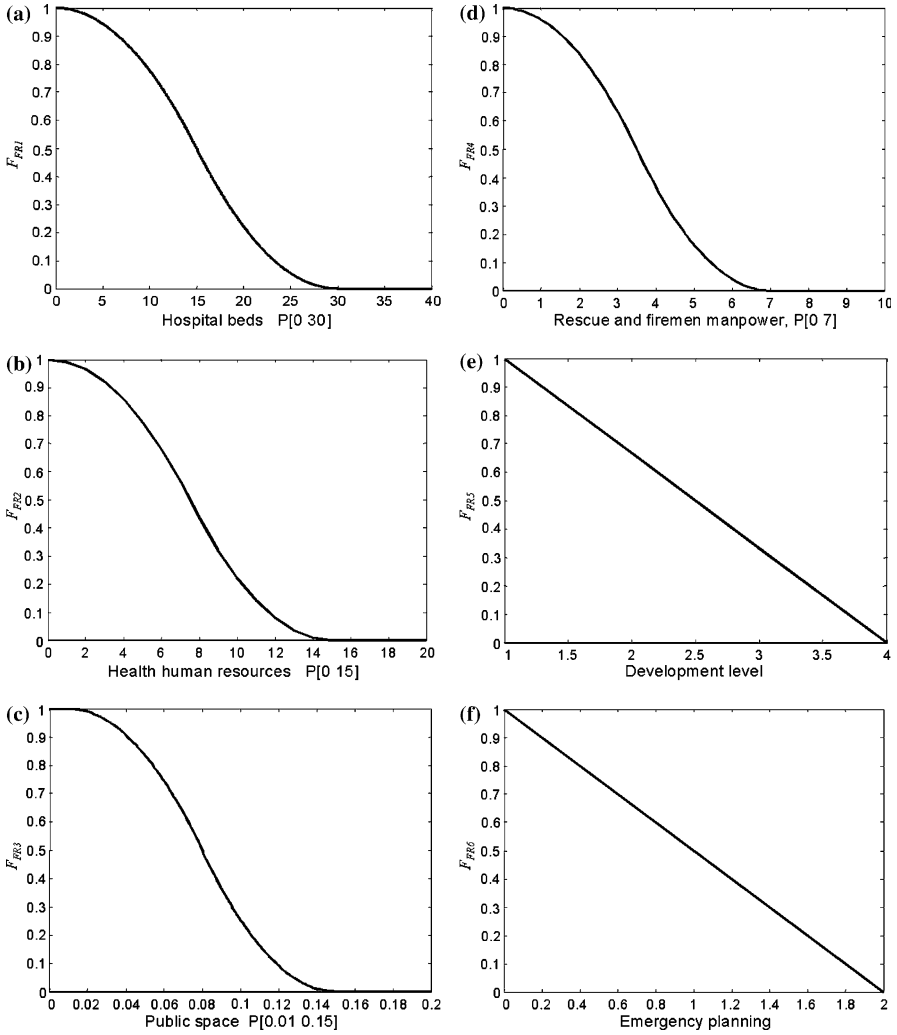 (a)
1
0.9
0.8
0.7
0.6
0.5
0.4
0.3
0.2
0.1
0
F_FR1
0 5 10 15 20 25 30 35 40
Hospital beds P[0 30]
(d)
1
0.9
0.8
0.7
0.6
0.5
0.4
0.3
0.2
0.1
0
F_FR4
0 1 2 3 4 5 6 7 8 9 10
Rescue and firemen manpower, P[0 7]
(b)
1
0.9
0.8
0.7
0.6
0.5
0.4
0.3
0.2
0.1
0
F_FR2
0 2 4 6 8 10 12 14 16 18 20
Health human resources P[0 15]
(e)
1
0.9
0.8
0.7
0.6
0.5
0.4
0.3
0.2
0.1
0
F_FR5
1 1.5 2 2.5 3 3.5 4
Development level
(c)
1
0.9
0.8
0.7
0.6
0.5
0.4
0.3
0.2
0.1
0
F_FR3
0 0.02 0.04 0.06 0.08 0.1 0.12 0.14 0.16 0.18 0.2
Public space P[0.01 0.15]
(f)
1
0.9
0.8
0.7
0.6
0.5
0.4
0.3
0.2
0.1
0
F_FR6
0 0.2 0.4 0.6 0.8 1 1.2 1.4 1.6 1.8 2
Emergency planning